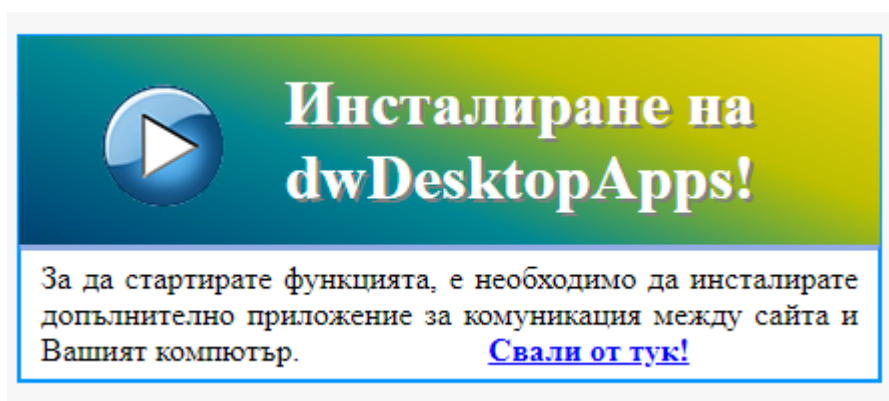 Инсталиране на
dwDesktopApps!
За да стартирате функцията, е необходимо да инсталирате
допълнително приложение за комуникация между сайта и
Вашият компютър. Свали от тук!